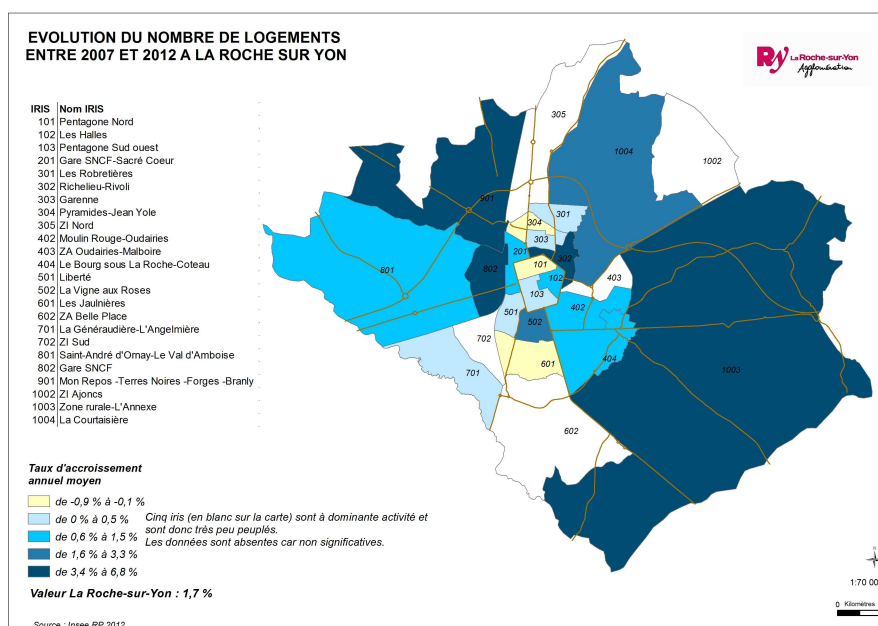 EVOLUTION DU NOMBRE DE LOGEMENTS
ENTRE 2007 ET 2012 A LA ROCHE SUR YON
Ry La Roche-sur-Yon
Agglomération
IRIS Nom IRIS
101 Pentagone Nord
102 Les Halles
103 Pentagone Sud ouest
201 Gare SNCF-Sacré Coeur
301 Les Robretières
302 Richelieu-Rivoli
303 Garenne
304 Pyramides-Jean Yole
305 ZI Nord
402 Moulin Rouge-Oudairies
403 ZA Oudairies-Malboire
404 Le Bourg sous La Roche-Coteau
501 Liberté
502 La Vigne aux Roses
601 Les Jaulnières
602 ZA Belle Place
701 La Généraudière-L'Angelmière
702 ZI Sud
801 Saint-André d'Ornay-Le Val d'Amboise
802 Gare SNCF
901 Mon Repos -Terres Noires -Forges -Branly
1002 ZI Ajoncs
1003 Zone rurale-L'Annexe
1004 La Courtaisière
305
1004
1002
901
301
304
303
201
302
101
802
403
801
102
103
402
501
502
702
404
601
701
1003
602
Taux d'accroissement
annuel moyen
de -0,9 % à -0,1 %
de 0 % à 0,5 %
de 0,6 % à 1,5 %
de 1,6 % à 3,3 %
de 3,4 % à 6,8 %
Cinq iris (en blanc sur la carte) sont à dominante activité et
sont donc très peu peuplés.
Les données sont absentes car non significatives.
Valeur La Roche-sur-Yon : 1,7 %
N
1:70 00
0 Kilomètres
Source : Insee RP 2012